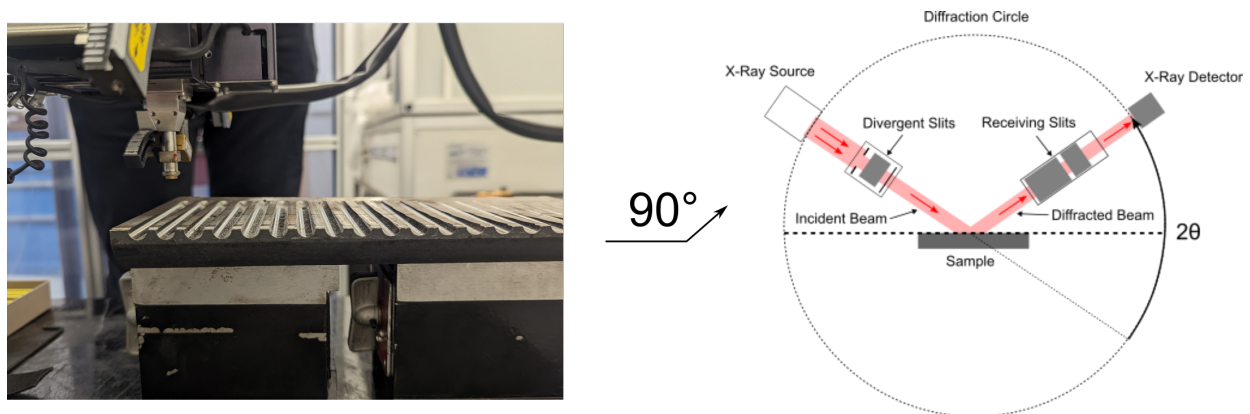 Diffraction Circle
X-Ray Source
X-Ray Detector
Divergent Slits
Receiving Slits
90°
Incident Beam
Diffracted Beam
2θ
Sample